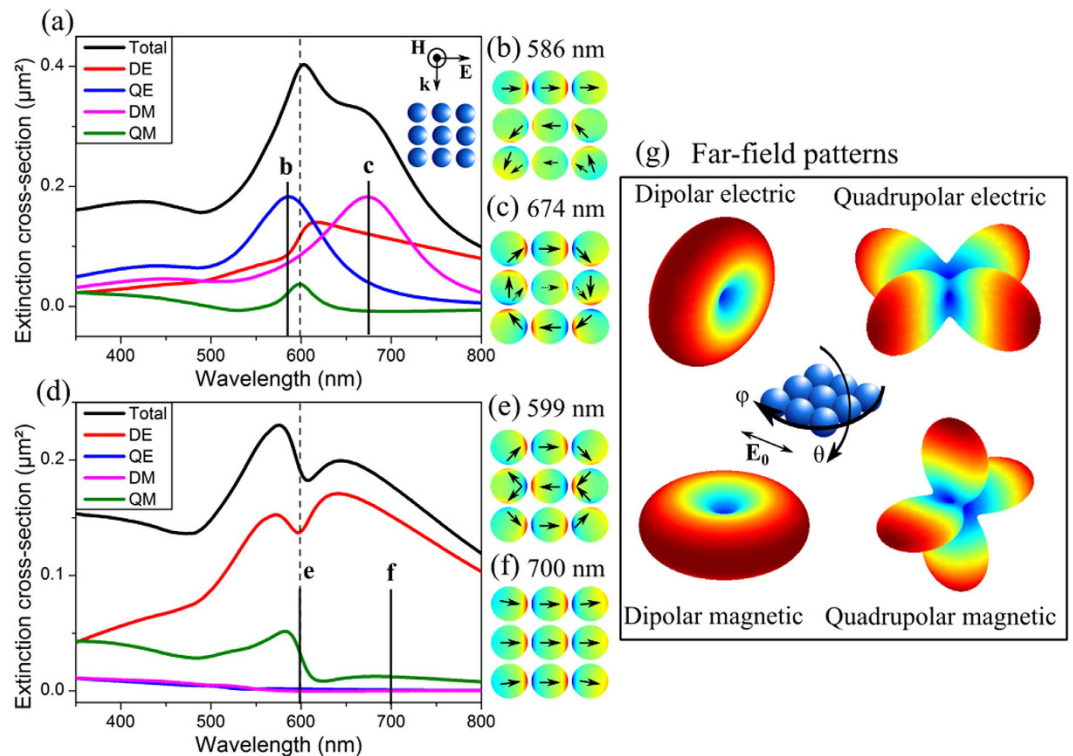 (a)
Total
DE
QE
DM
QM
H
E
k
b
c
Extinction cross-section (µm²)
0.4
0.2
0.0
400 500 600 700 800
Wavelength (nm)
(b) 586 nm
(c) 674 nm
(d)
Total
DE
QE
DM
QM
e
f
Extinction cross-section (µm²)
0.2
0.1
0.0
400 500 600 700 800
Wavelength (nm)
(e) 599 nm
(f) 700 nm
(g) Far-field patterns
Dipolar electric
Quadrupolar electric
φ
E₀
θ
Dipolar magnetic
Quadrupolar magnetic